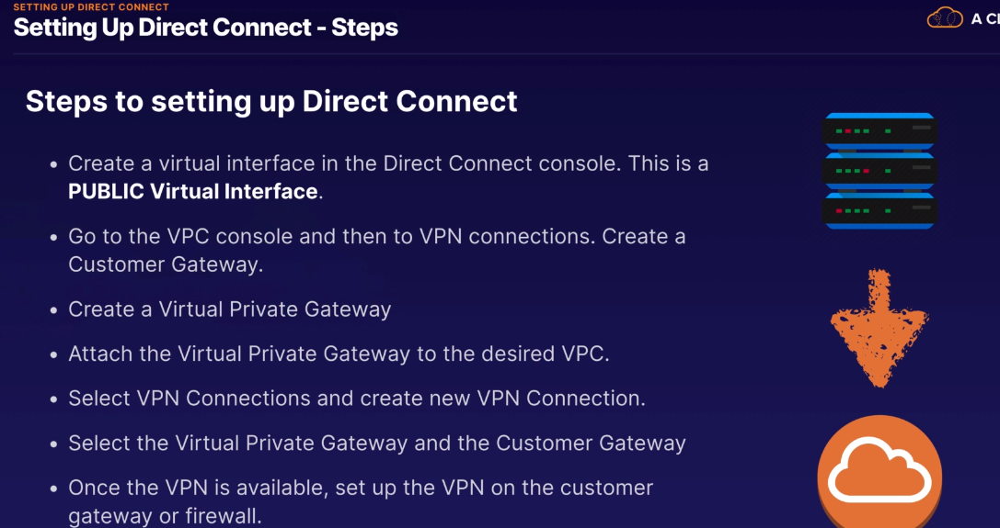 SETTING UP DIRECT CONNECT
Setting Up Direct Connect - Steps
Steps to setting up Direct Connect
• Create a virtual interface in the Direct Connect console. This is a
PUBLIC Virtual Interface.
• Go to the VPC console and then to VPN connections. Create a
Customer Gateway.
• Create a Virtual Private Gateway
• Attach the Virtual Private Gateway to the desired VPC.
• Select VPN Connections and create new VPN Connection.
• Select the Virtual Private Gateway and the Customer Gateway
• Once the VPN is available, set up the VPN on the customer
gateway or firewall.